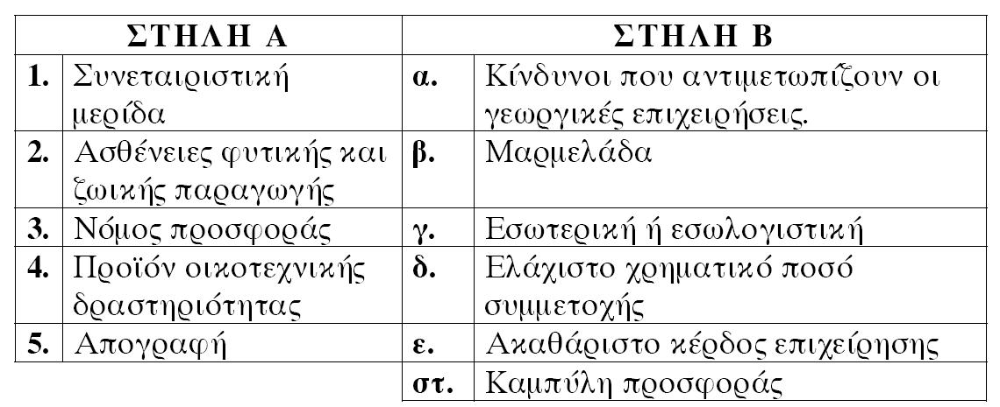 ΣΤΗΛΗ Α ΣΤΗΛΗ Β
1. Συνεταιριστική α. Κίνδυνοι που αντιμετωπίζουν οι
μερίδα γεωργικές επιχειρήσεις.
2. Ασθένειες φυτικής και β. Μαρμελάδα
ζωικής παραγωγής
3. Νόμος προσφοράς γ. Εσωτερική ή εσωλογιστική
4. Προϊόν οικοτεχνικής δ. Ελάχιστο χρηματικό ποσό
δραστηριότητας συμμετοχής
5. Απογραφή ε. Ακαθάριστο κέρδος επιχείρησης
στ. Καμπύλη προσφοράς